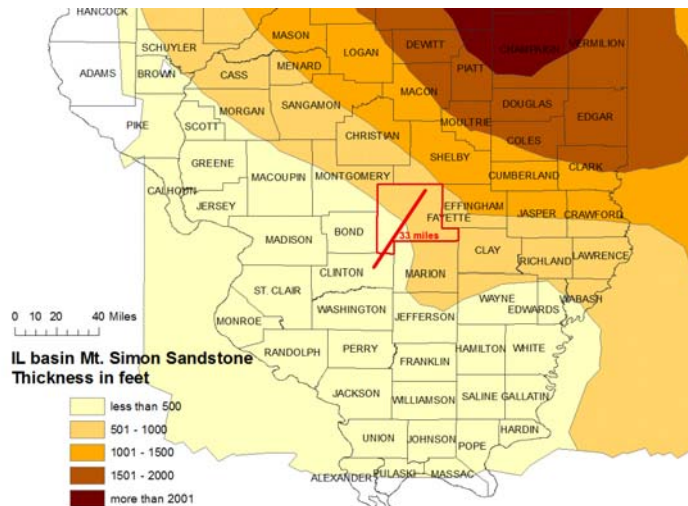 HANCOCK
MASON
SCHUYLER
LOGAN
DEWITT
CHAMPAIGN
VERMILION
ADAMS
BROWN
CASS
MENARD
PIATT
MACON
SANGAMON
DOUGLAS
EDGAR
MORGAN
MOULTRIE
PIKE
SCOTT
CHRISTIAN
COLES
SHELBY
GREENE
MACOUPIN
MONTGOMERY
CLARK
CUMBERLAND
CALHOUN
JERSEY
EFFINGHAM
FAYETTE
JASPER
CRAWFORD
BOND
33 miles
MADISON
CLAY
RICHLAND
LAWRENCE
CLINTON
MARION
ST. CLAIR
WAYNE
EDWARDS
WABASH
0 10 20 40 Miles
WASHINGTON
JEFFERSON
MONROE
IL basin Mt. Simon Sandstone
Thickness in feet
RANDOLPH
PERRY
HAMILTON
WHITE
FRANKLIN
JACKSON
WILLIAMSON
SALINE
GALLATIN
less than 500
501 - 1000
1001 - 1500
1501 - 2000
more than 2001
HARDIN
UNION
JOHNSON
POPE
ALEXANDER
PULASKI
MASSAC